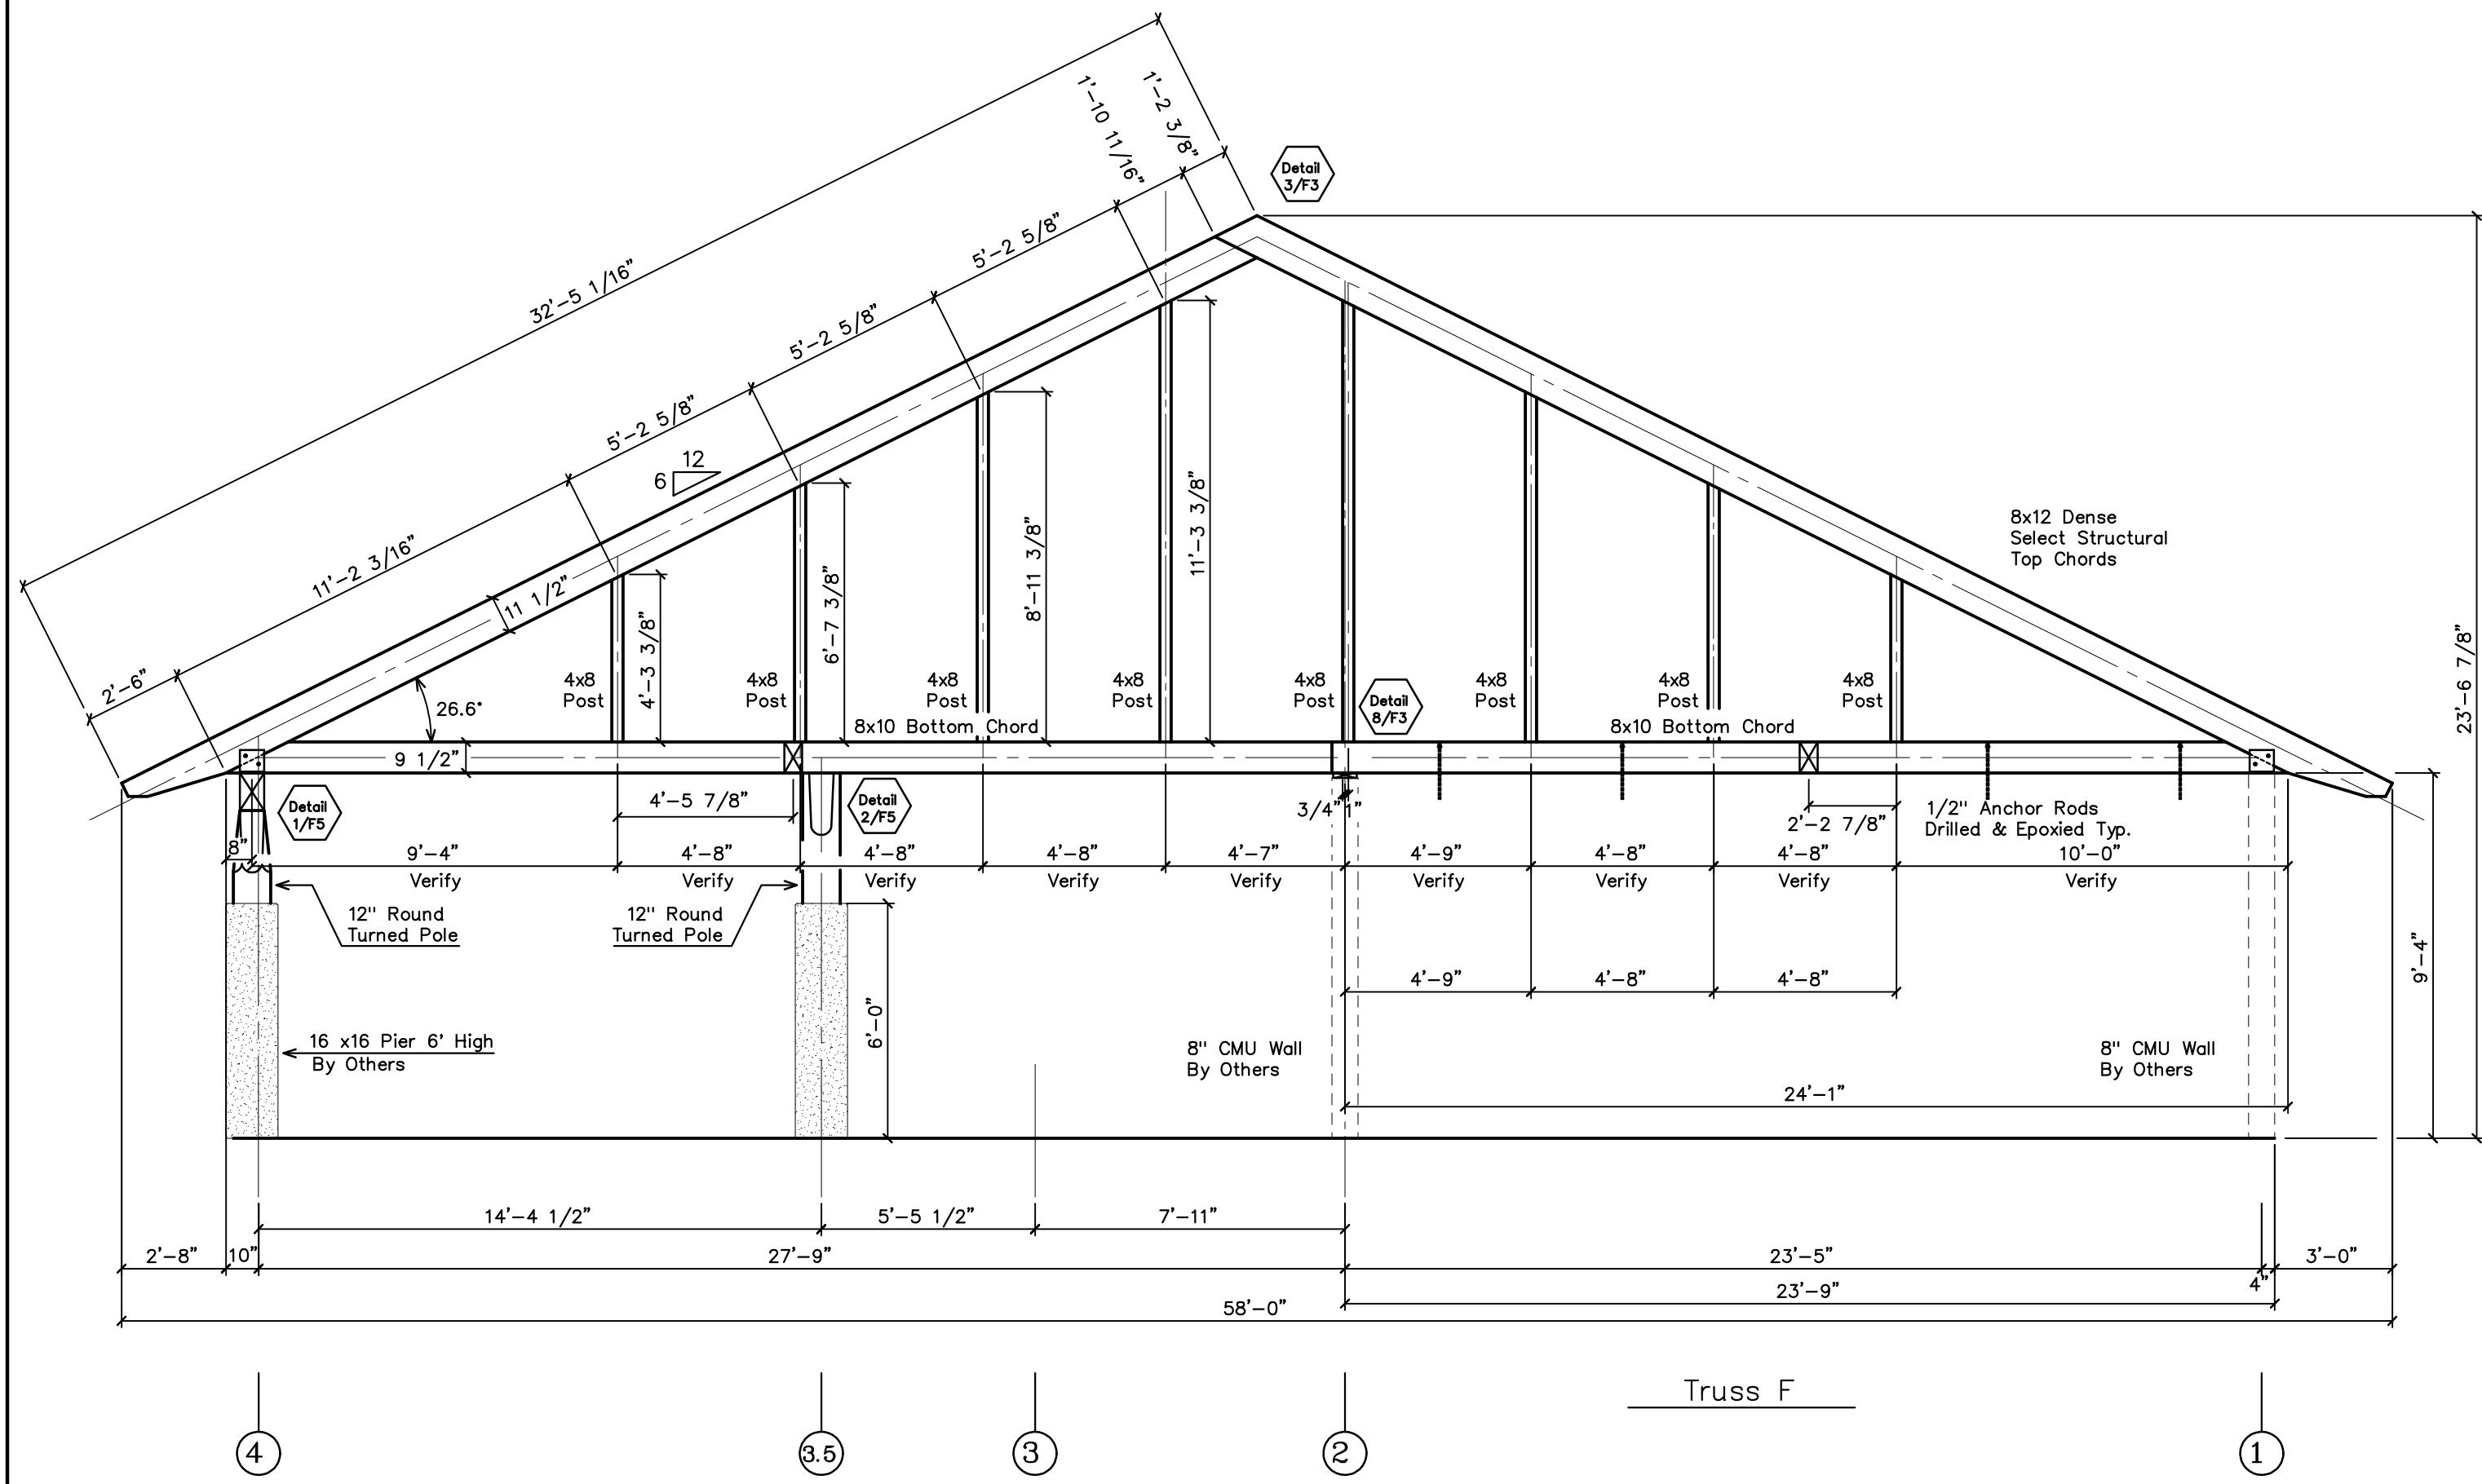 1'-10 11/16"
1'-2 3/8"
Detail
3/F3
32'-5 1/16"
5'-2 5/8"
5'-2 5/8"
5'-2 5/8"
12
6
11'-2 3/16"
11 1/2"
2'-6"
26.6°
9 1/2"
4'-3 3/8"
6'-7 3/8"
8'-11 3/8"
11'-3 3/8"
8x12 Dense
Select Structural
Top Chords
23'-6 7/8"
4x8
Post
4x8
Post
4x8
Post
4x8
Post
4x8
Post
Detail
8/F3
4x8
Post
4x8
Post
4x8
Post
8x10 Bottom Chord
8x10 Bottom Chord
Detail
1/F5
4'-5 7/8"
Detail
2/F5
3/4"
1"
2'-2 7/8"
1/2" Anchor Rods
Drilled & Epoxied Typ.
8"
9'-4"
Verify
4'-8"
Verify
4'-8"
Verify
4'-8"
Verify
4'-7"
Verify
4'-9"
Verify
4'-8"
Verify
4'-8"
Verify
10'-0"
Verify
12" Round
Turned Pole
12" Round
Turned Pole
9'-4"
4'-9"
4'-8"
4'-8"
6'-0"
16 x16 Pier 6' High
By Others
8" CMU Wall
By Others
8" CMU Wall
By Others
24'-1"
14'-4 1/2"
5'-5 1/2"
7'-11"
2'-8"
10"
27'-9"
23'-5"
3'-0"
4"
23'-9"
58'-0"
Truss F
4
3.5
3
2
1